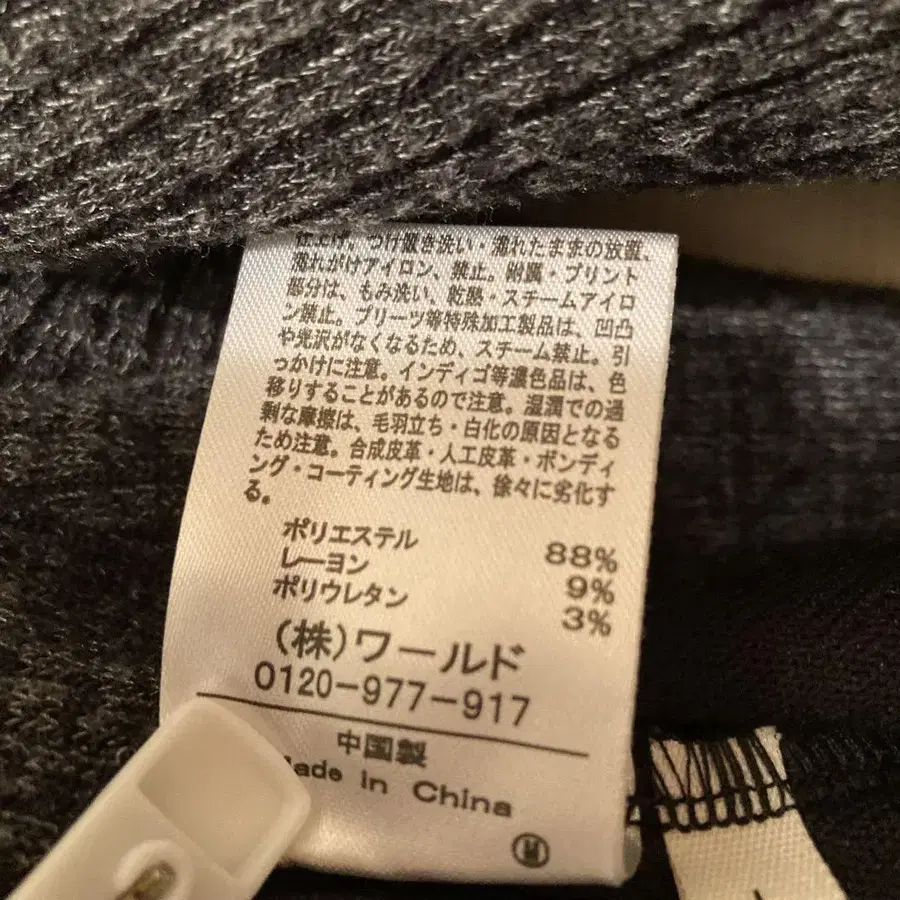 仕上げ、つけ置き洗い・濡れたままの放置、
濡れがけアイロン、禁止。附属・プリント
部分は、もみ洗い、乾熱・スチームアイロ
ン禁止。プリーツ等特殊加工製品は、凹凸
や光沢がなくなるため、スチーム禁止。引
っかけに注意。インディゴ等濃色品は、色
移りすることがあるので注意。湿潤での過
剰な摩擦は、毛羽立ち・白化の原因となる
ため注意。合成皮革・人工皮革・ボンディ
ング・コーティング生地は、徐々に劣化す
る。
ポリエステル 88%
レーヨン 9%
ポリウレタン 3%
(株)ワールド
0120-977-917
中国製
ade in China